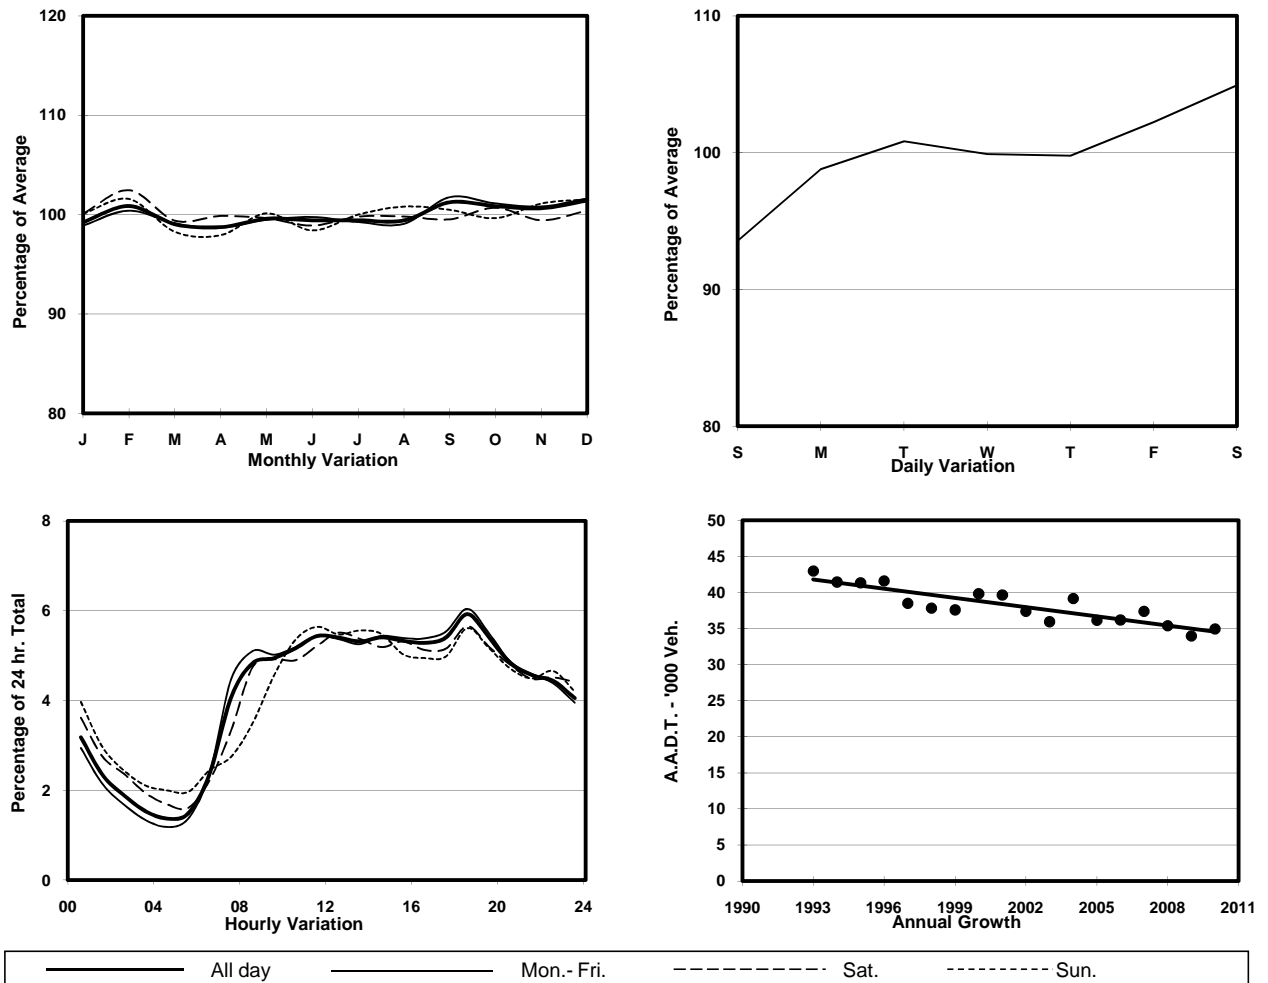 120
110
100
90
80
Percentage of Average
J F M A M J J A S O N D
Monthly Variation
110
100
90
80
Percentage of Average
S M T W T F S
Daily Variation
8
6
4
2
0
Percentage of 24 hr. Total
00 04 08 12 16 20 24
Hourly Variation
50
45
40
35
30
25
20
15
10
5
0
A.A.D.T. - '000 Veh.
1990 1993 1996 1999 2002 2005 2008 2011
Annual Growth
All day Mon.- Fri. Sat. Sun.